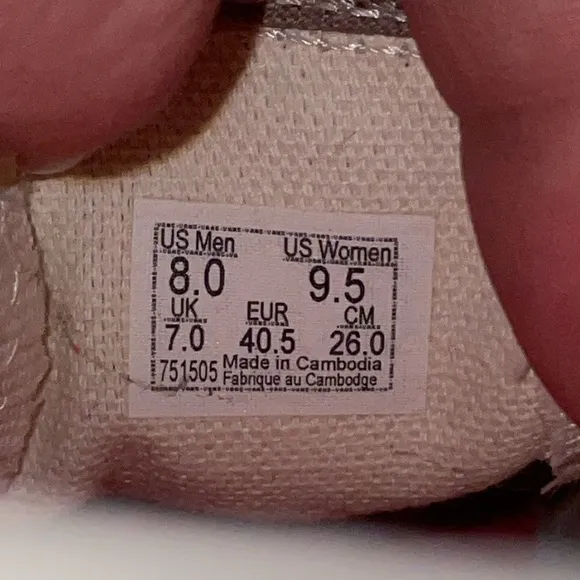 US Men US Women
8.0 9.5
UK EUR CM
7.0 40.5 26.0
751505 Made in Cambodia
Fabrique au Cambodge